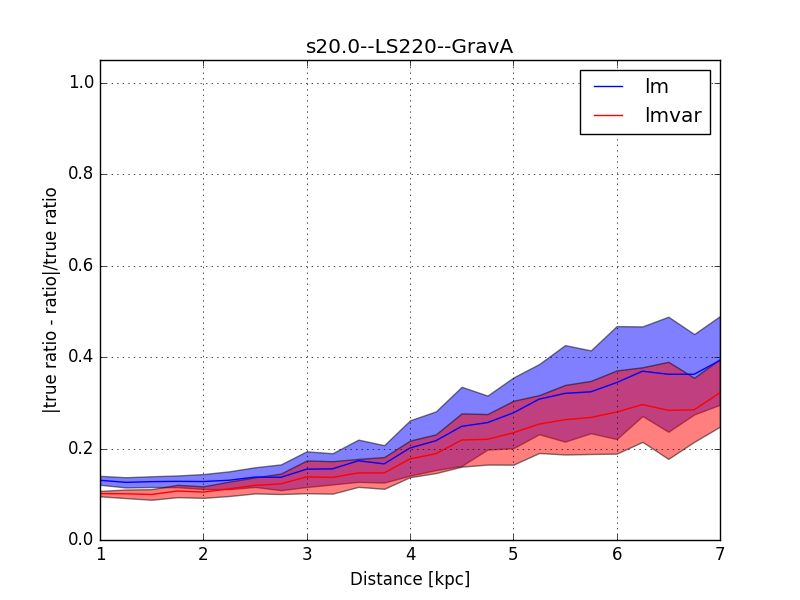 s20.0--LS220--GravA
lm
lmvar
|true ratio - ratio|/true ratio
1.0
0.8
0.6
0.4
0.2
0.0
1 2 3 4 5 6 7
Distance [kpc]